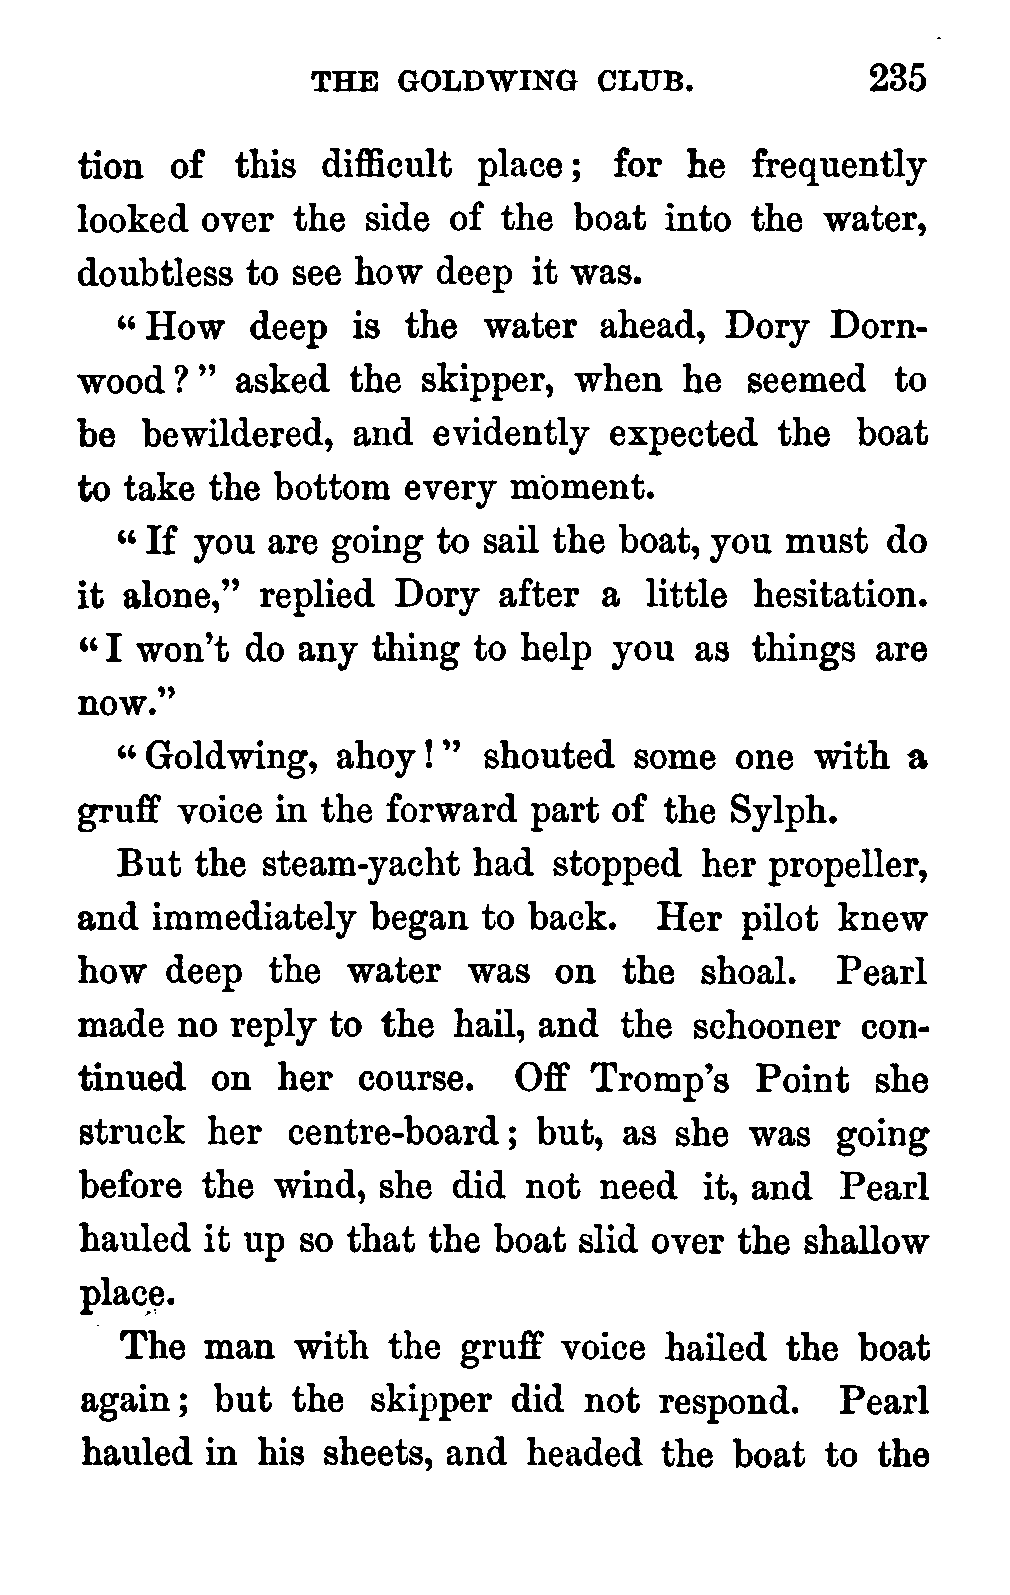 THE GOLDWING CLUB. 235
tion of this difficult place; for he frequently
looked over the side of the boat into the water,
doubtless to see how deep it was.
"How deep is the water ahead, Dory Dorn-
wood?" asked the skipper, when he seemed to
be bewildered, and evidently expected the boat
to take the bottom every moment.
"If you are going to sail the boat, you must do
it alone," replied Dory after a little hesitation.
"I won't do any thing to help you as things are
now."
"Goldwing, ahoy!" shouted some one with a
gruff voice in the forward part of the Sylph.
But the steam-yacht had stopped her propeller,
and immediately began to back. Her pilot knew
how deep the water was on the shoal. Pearl
made no reply to the hail, and the schooner con-
tinued on her course. Off Tromp's Point she
struck her centre-board; but, as she was going
before the wind, she did not need it, and Pearl
hauled it up so that the boat slid over the shallow
place.
The man with the gruff voice hailed the boat
again; but the skipper did not respond. Pearl
hauled in his sheets, and headed the boat to the